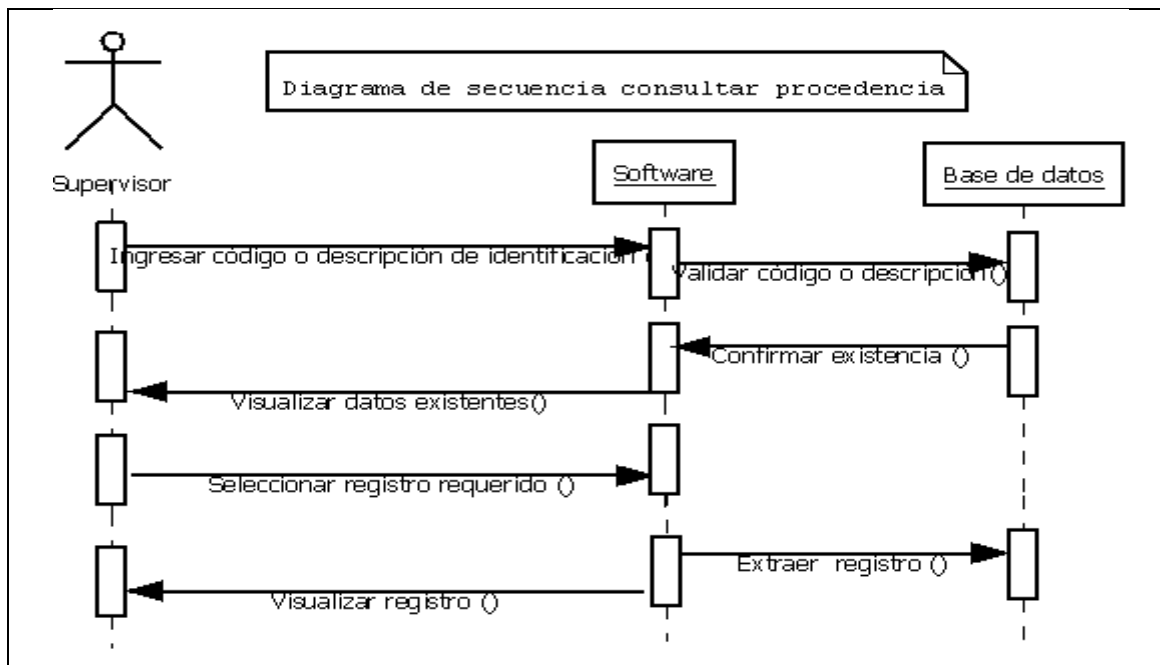 Diagrama de secuencia consultar procedencia
Supervisor
Software
Base de datos
Ingresar código o descripción de identificación (
Validar código o descripción()
Confirmar existencia ()
Visualizar datos existentes()
Seleccionar registro requerido ()
Extraer registro ()
Visualizar registro ()